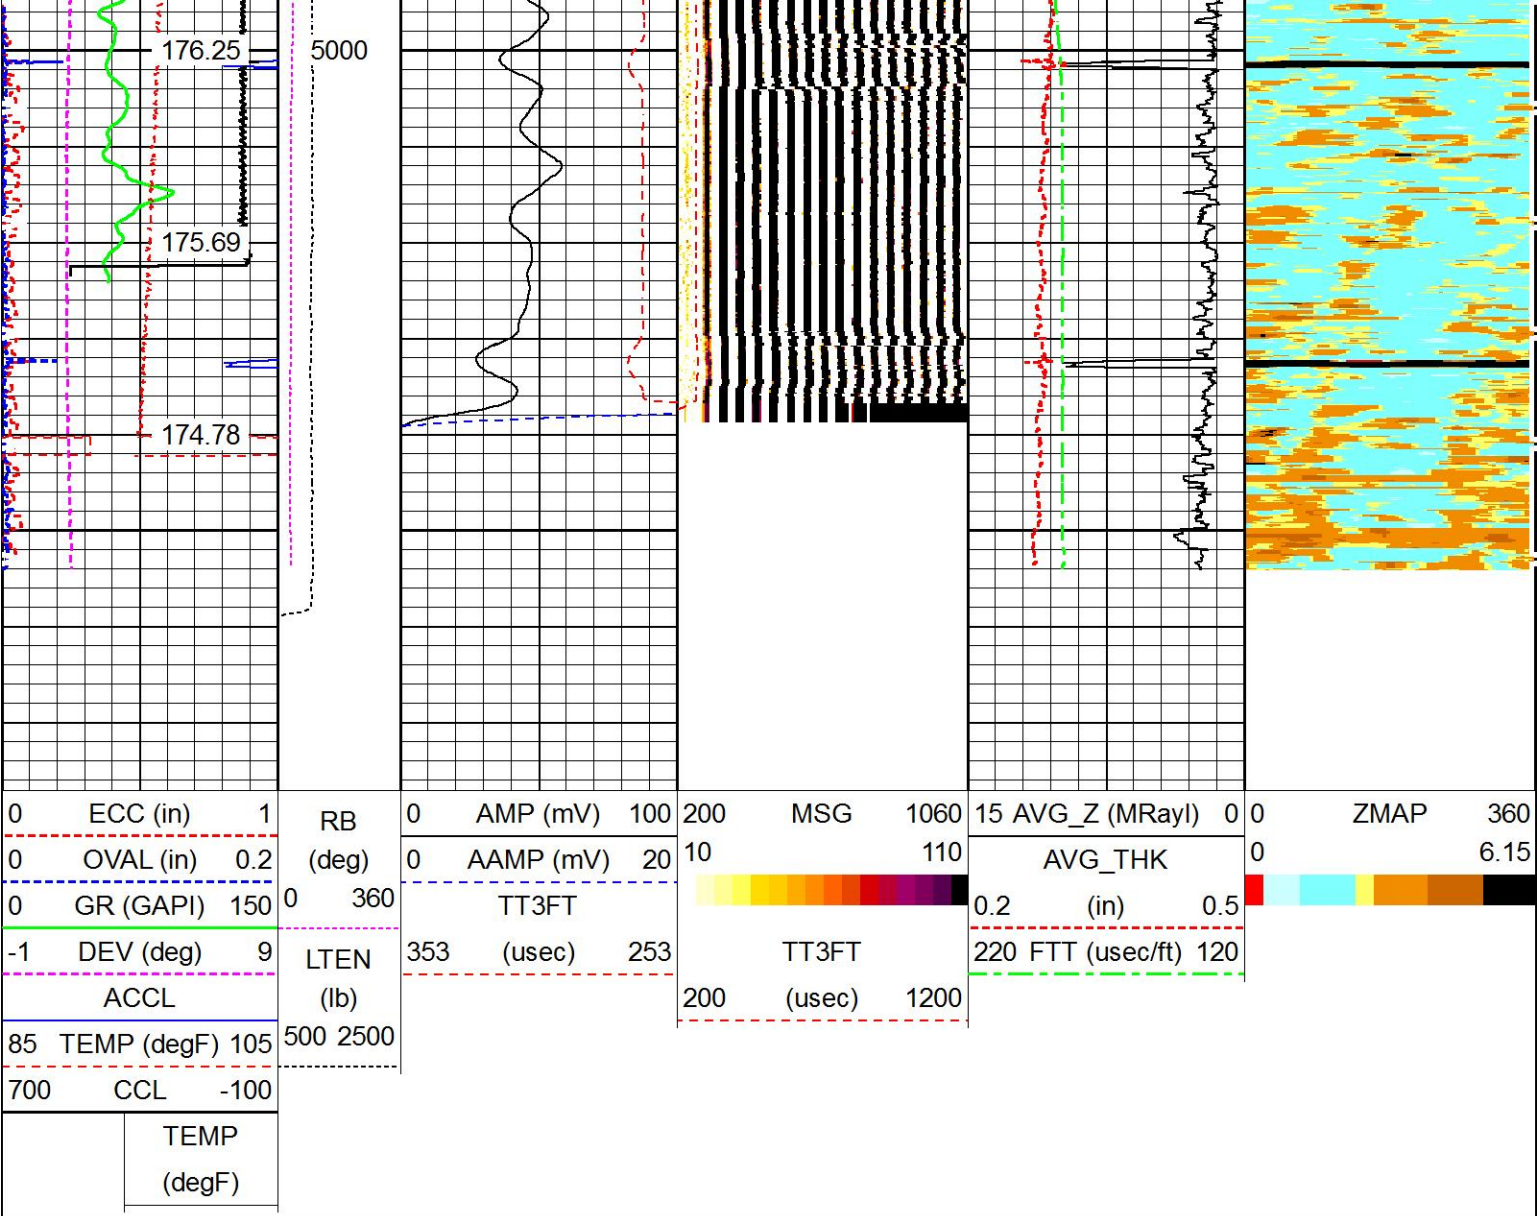 176.25
5000
175.69
174.78
0 ECC (in) 1
0 OVAL (in) 0.2
0 GR (GAPI) 150
-1 DEV (deg) 9
ACCL
85 TEMP (degF) 105
700 CCL -100
TEMP
(degF)
RB
(deg)
0 360
LTEN
(lb)
500 2500
0 AMP (mV) 100
0 AAMP (mV) 20
TT3FT
353 (usec) 253
200 MSG 1060
10 110
TT3FT
(usec)
200 1200
15 AVG_Z (MRayl) 0
AVG_THK
0.2 (in) 0.5
220 FTT (usec/ft) 120
0 ZMAP 360
0 6.15